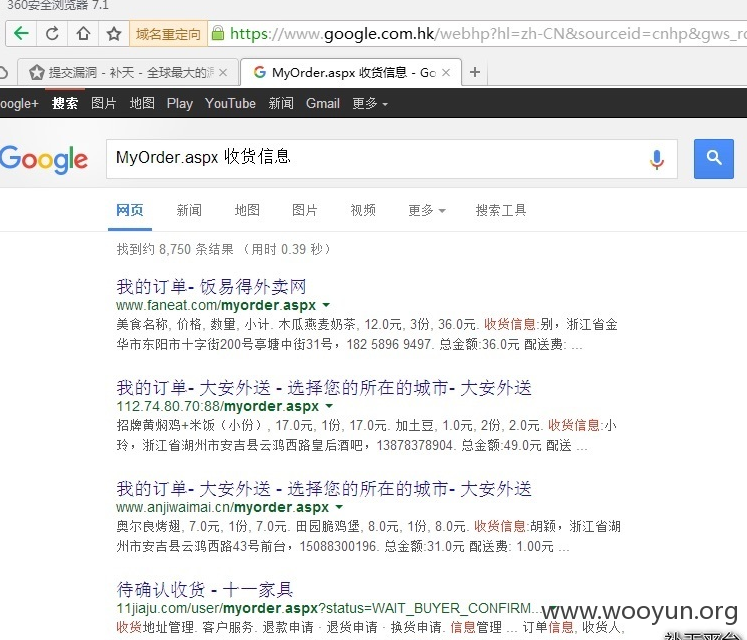 360安全浏览器 7.1
域名重定向 https://www.google.com.hk/webhp?hl=zh-CN&sourceid=cnhp&gws_r
提交漏洞 - 补天 - 全球最大的 × MyOrder.aspx 收货信息 - Go × +
oogle+ 搜索 图片 地图 Play YouTube 新闻 Gmail 更多
Google MyOrder.aspx 收货信息
网页 新闻 地图 图片 视频 更多 搜索工具
找到约 8,750 条结果 （用时 0.39 秒）
我的订单- 饭易得外卖网
www.faneat.com/myorder.aspx
美食名称, 价格, 数量, 小计. 木瓜燕麦奶茶, 12.0元, 3份, 36.0元. 收货信息:别，浙江省金
华市东阳市十字街200号亭塘中街31号，182 5896 9497. 总金额:36.0元 配送费: ...
我的订单- 大安外送 - 选择您的所在的城市- 大安外送
112.74.80.70:88/myorder.aspx
招牌黄焖鸡+米饭（小份）, 17.0元, 1份, 17.0元. 加土豆, 1.0元, 2份, 2.0元. 收货信息:小
玲，浙江省湖州市安吉县云鸿西路皇后酒吧，13878378904. 总金额:49.0元 配送 ...
我的订单- 大安外送 - 选择您的所在的城市- 大安外送
www.anjiwaimai.cn/myorder.aspx
奥尔良烤翅, 7.0元, 1份, 7.0元. 田园脆鸡堡, 8.0元, 1份, 8.0元. 收货信息:胡颖，浙江省湖
州市安吉县云鸿西路43号前台，15088300196. 总金额:31.0元 配送费: 1.00元 ...
待确认收货 - 十一家具
11jiaju.com/user/myorder.aspx?status=WAIT_BUYER_CONFIRM...
www.wooyun.org
收货地址管理. 客户服务. 退款申请 · 退货申请 · 换货申请. 信息管理 ... 订单信息, 收货人,
补天平台